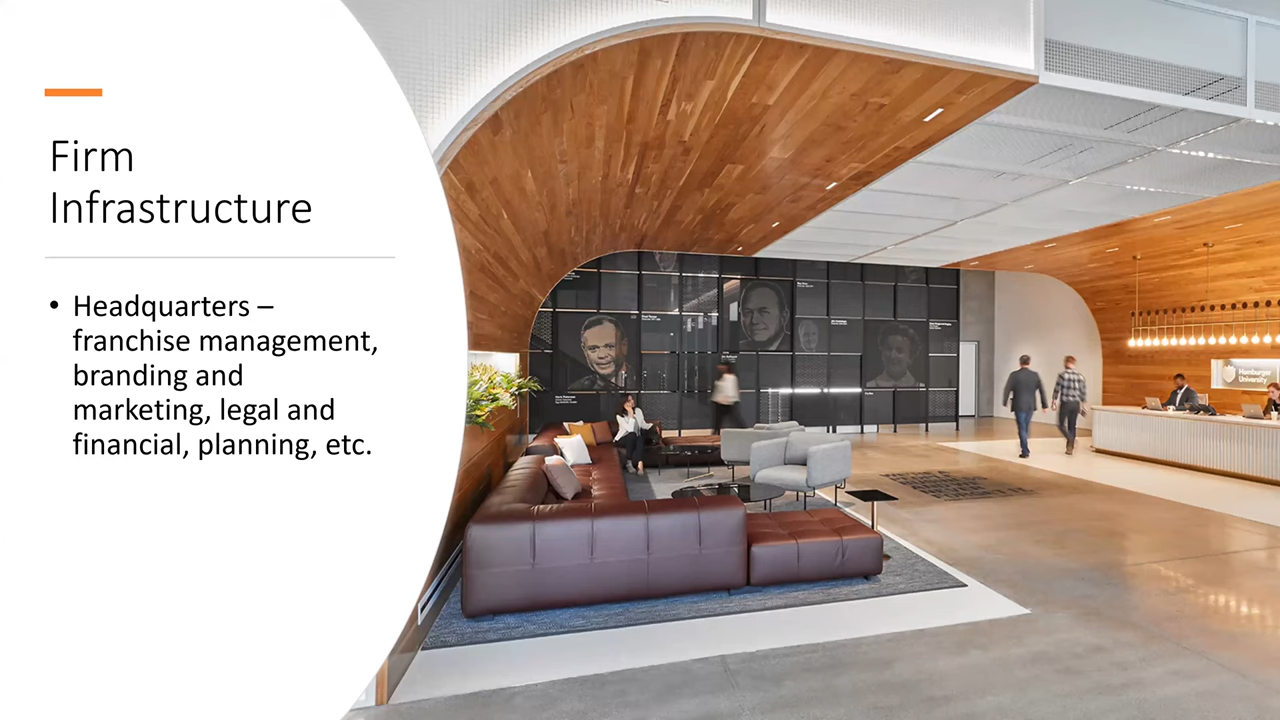 Firm
Infrastructure
• Headquarters –
franchise management,
branding and
marketing, legal and
financial, planning, etc.
Hamburger
University